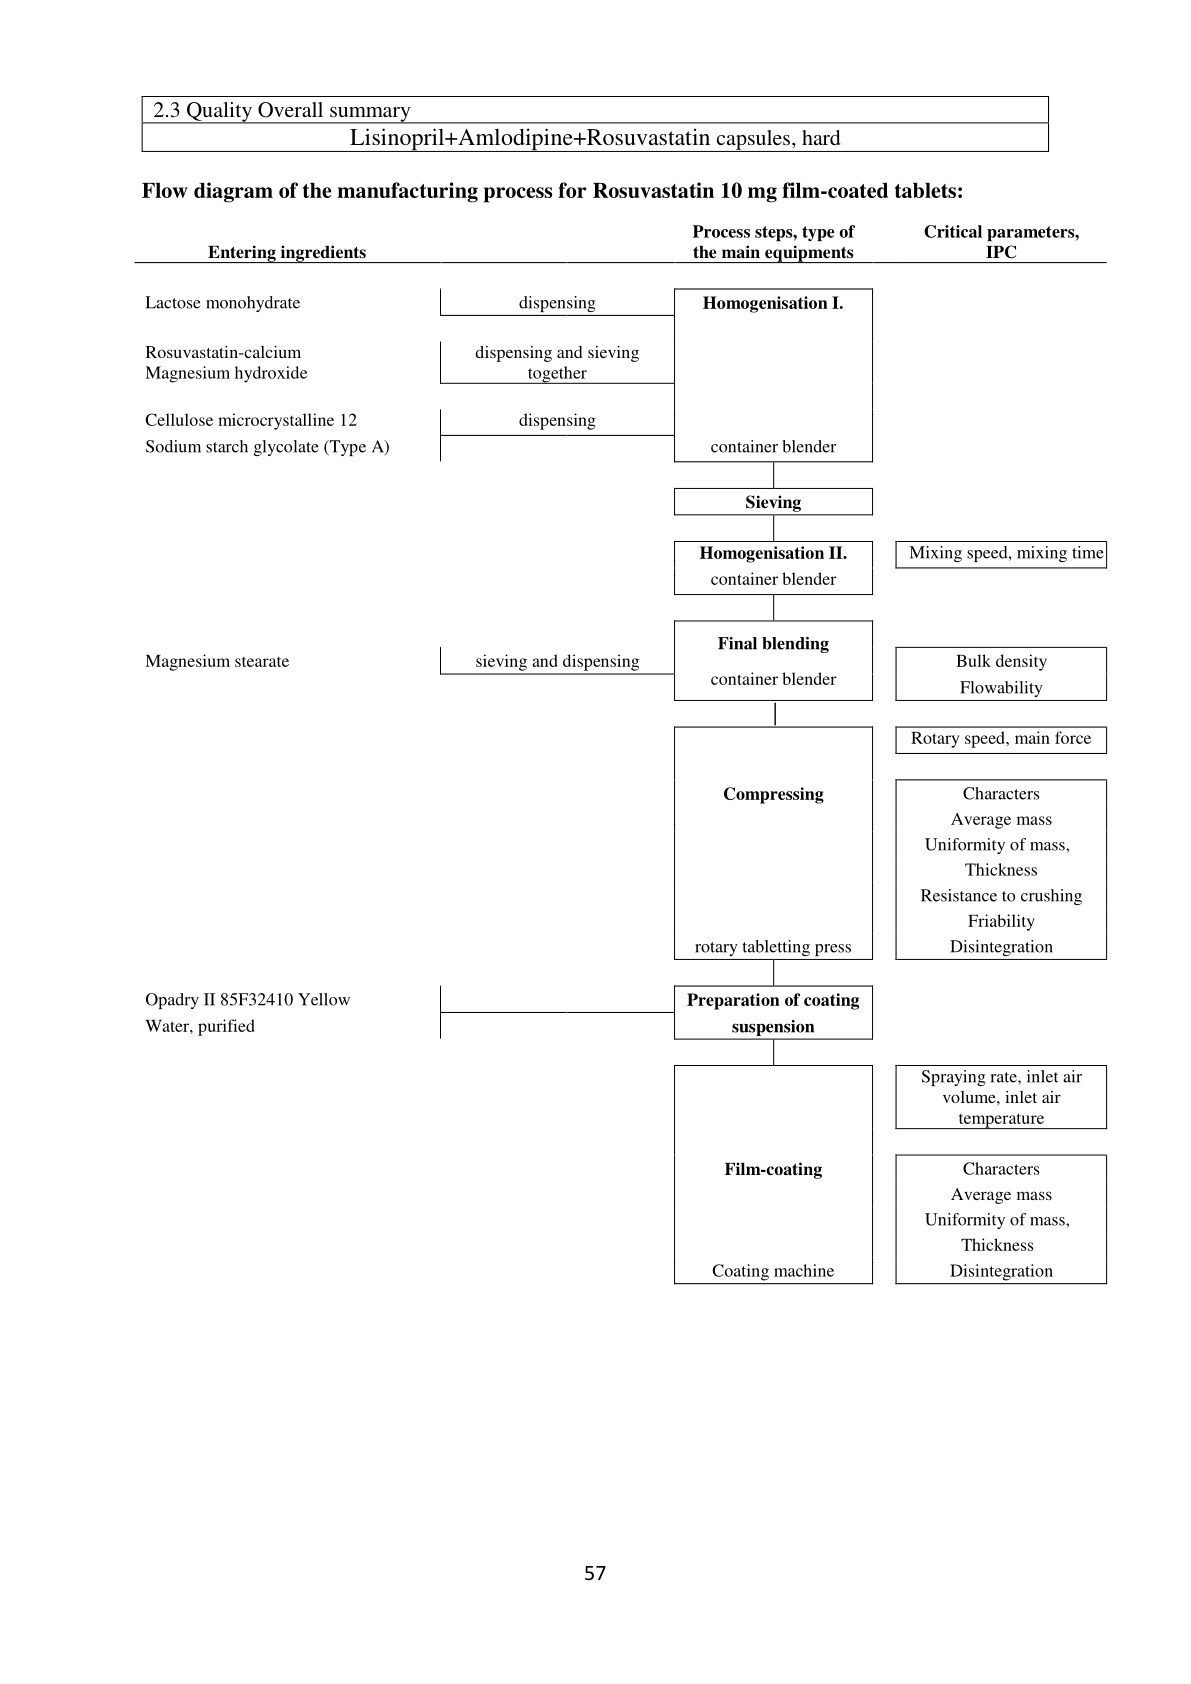 2.3 Quality Overall summary
Lisinopril+Amlodipine+Rosuvastatin capsules, hard
Flow diagram of the manufacturing process for Rosuvastatin 10 mg film-coated tablets:
Entering ingredients
Process steps, type of
the main equipments
Critical parameters,
IPC
Lactose monohydrate
dispensing
Homogenisation I.
Rosuvastatin-calcium
Magnesium hydroxide
dispensing and sieving
together
Cellulose microcrystalline 12
dispensing
Sodium starch glycolate (Type A)
container blender
Sieving
Homogenisation II.
container blender
Mixing speed, mixing time
Magnesium stearate
sieving and dispensing
Final blending
container blender
Bulk density
Flowability
Rotary speed, main force
Compressing
rotary tabletting press
Characters
Average mass
Uniformity of mass,
Thickness
Resistance to crushing
Friability
Disintegration
Opadry II 85F32410 Yellow
Water, purified
Preparation of coating
suspension
Spraying rate, inlet air
volume, inlet air
temperature
Film-coating
Coating machine
Characters
Average mass
Uniformity of mass,
Thickness
Disintegration
57